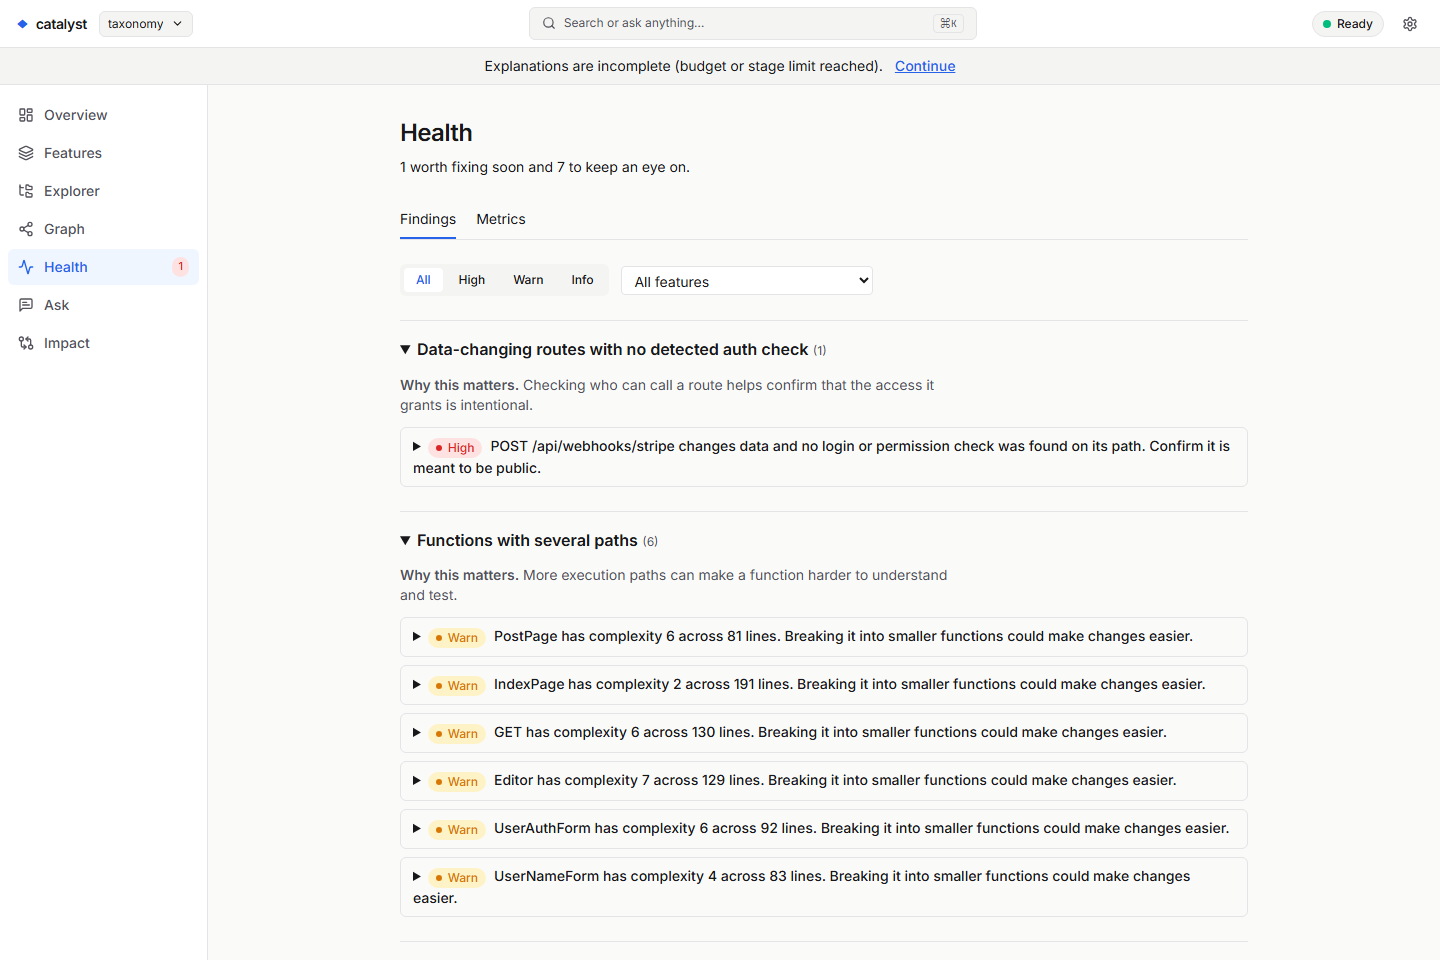 catalyst
taxonomy
Search or ask anything...
⌘K
Ready
Explanations are incomplete (budget or stage limit reached). Continue
Overview
Features
Explorer
Graph
Health 1
Ask
Impact
Health
1 worth fixing soon and 7 to keep an eye on.
Findings Metrics
All High Warn Info All features
Data-changing routes with no detected auth check (1)
Why this matters. Checking who can call a route helps confirm that the access it
grants is intentional.
High POST /api/webhooks/stripe changes data and no login or permission check was found on its path. Confirm it is
meant to be public.
Functions with several paths (6)
Why this matters. More execution paths can make a function harder to understand
and test.
Warn PostPage has complexity 6 across 81 lines. Breaking it into smaller functions could make changes easier.
Warn IndexPage has complexity 2 across 191 lines. Breaking it into smaller functions could make changes easier.
Warn GET has complexity 6 across 130 lines. Breaking it into smaller functions could make changes easier.
Warn Editor has complexity 7 across 129 lines. Breaking it into smaller functions could make changes easier.
Warn UserAuthForm has complexity 6 across 92 lines. Breaking it into smaller functions could make changes easier.
Warn UserNameForm has complexity 4 across 83 lines. Breaking it into smaller functions could make changes
easier.